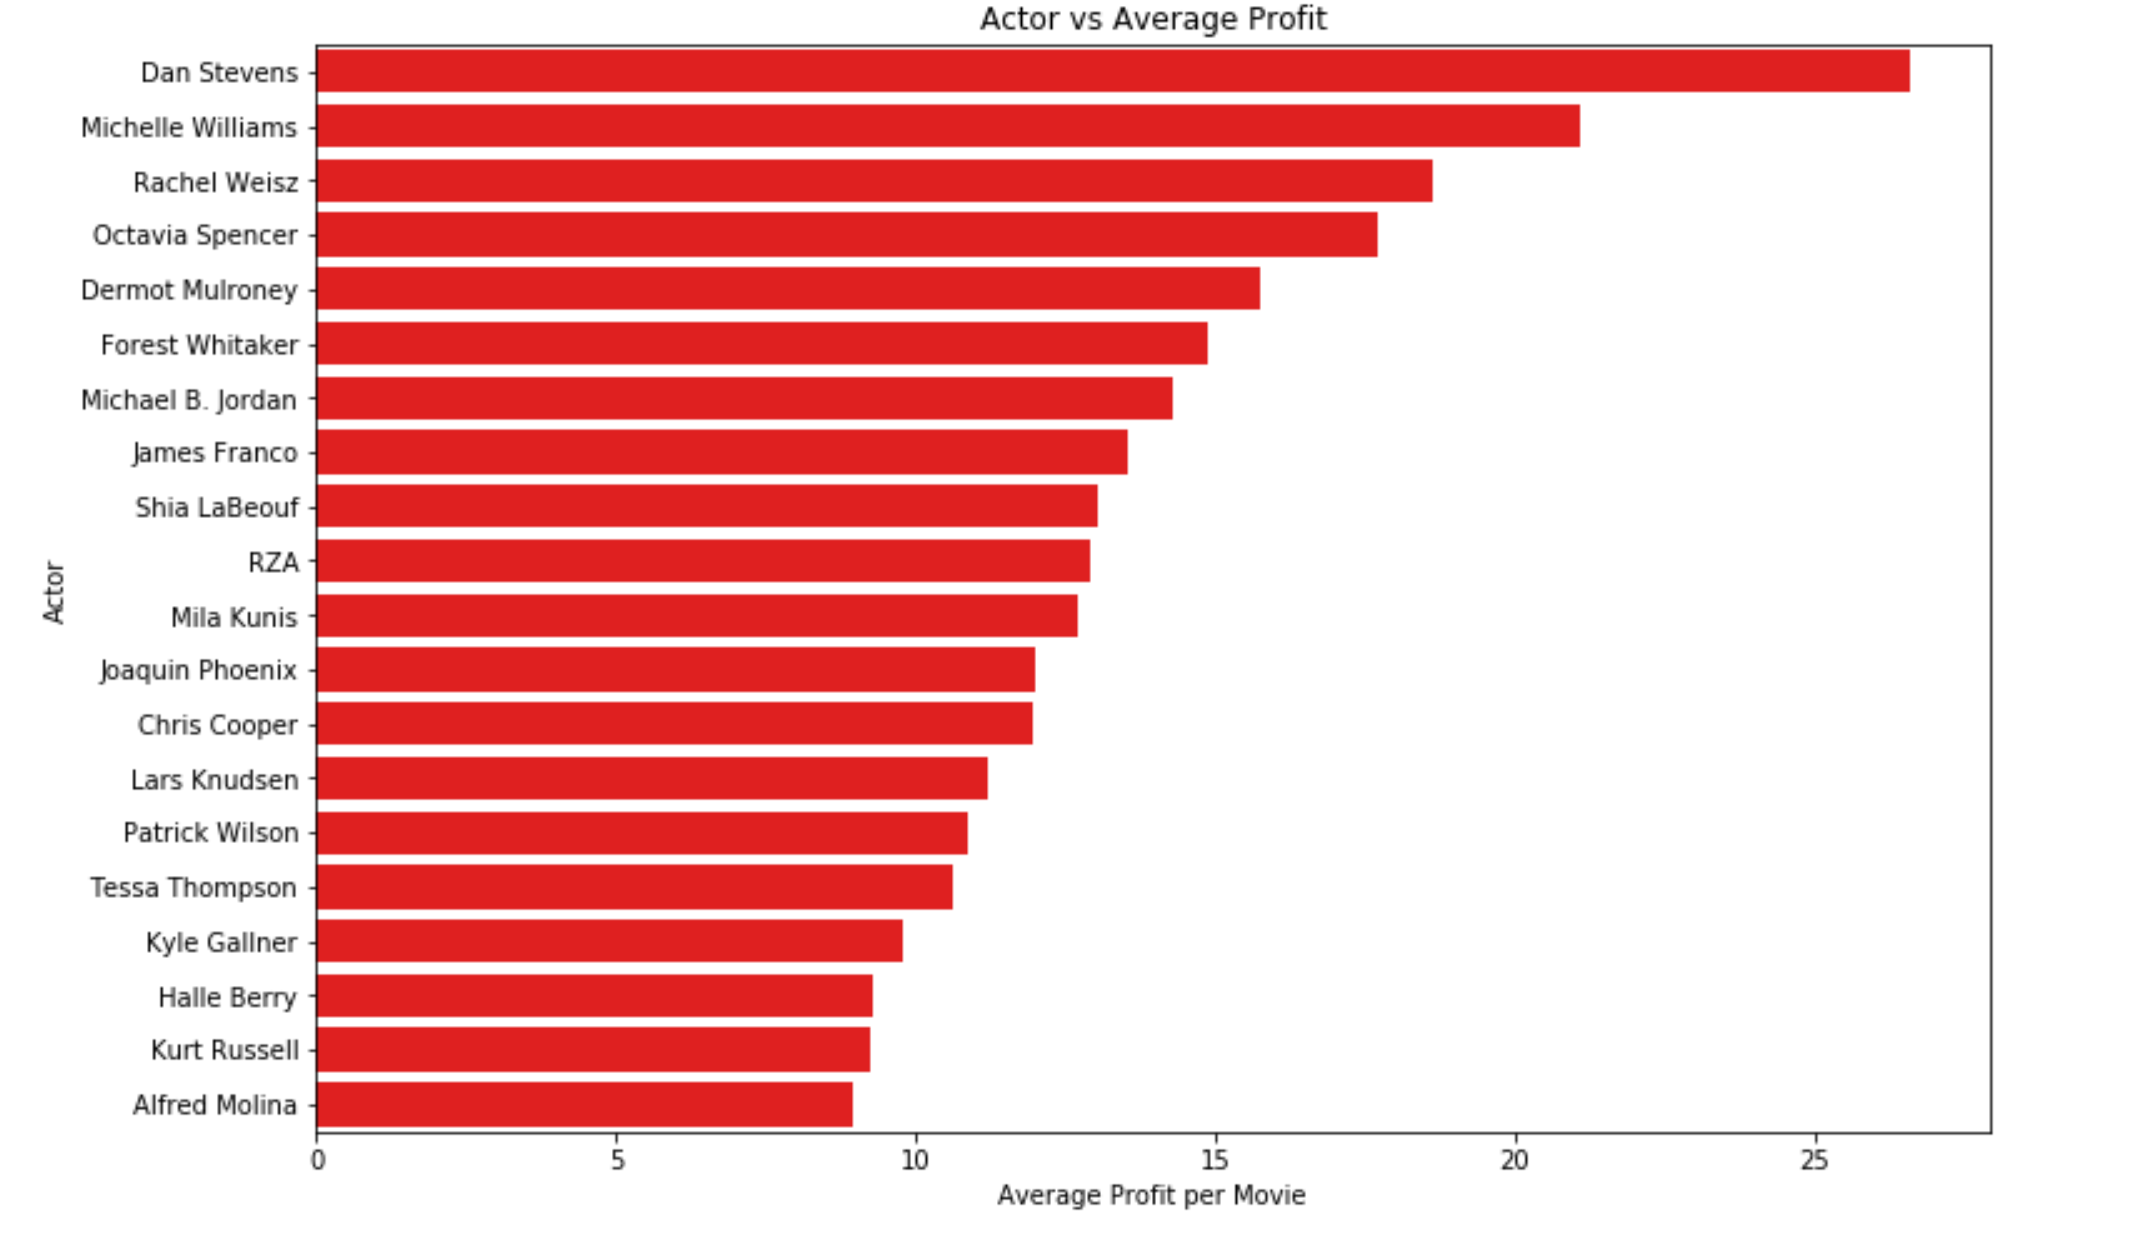 Actor vs Average Profit
Dan Stevens
Michelle Williams
Rachel Weisz
Octavia Spencer
Dermot Mulroney
Forest Whitaker
Michael B. Jordan
James Franco
Shia LaBeouf
RZA
Mila Kunis
Joaquin Phoenix
Chris Cooper
Lars Knudsen
Patrick Wilson
Tessa Thompson
Kyle Gallner
Halle Berry
Kurt Russell
Alfred Molina
Actor
0 5 10 15 20 25
Average Profit per Movie